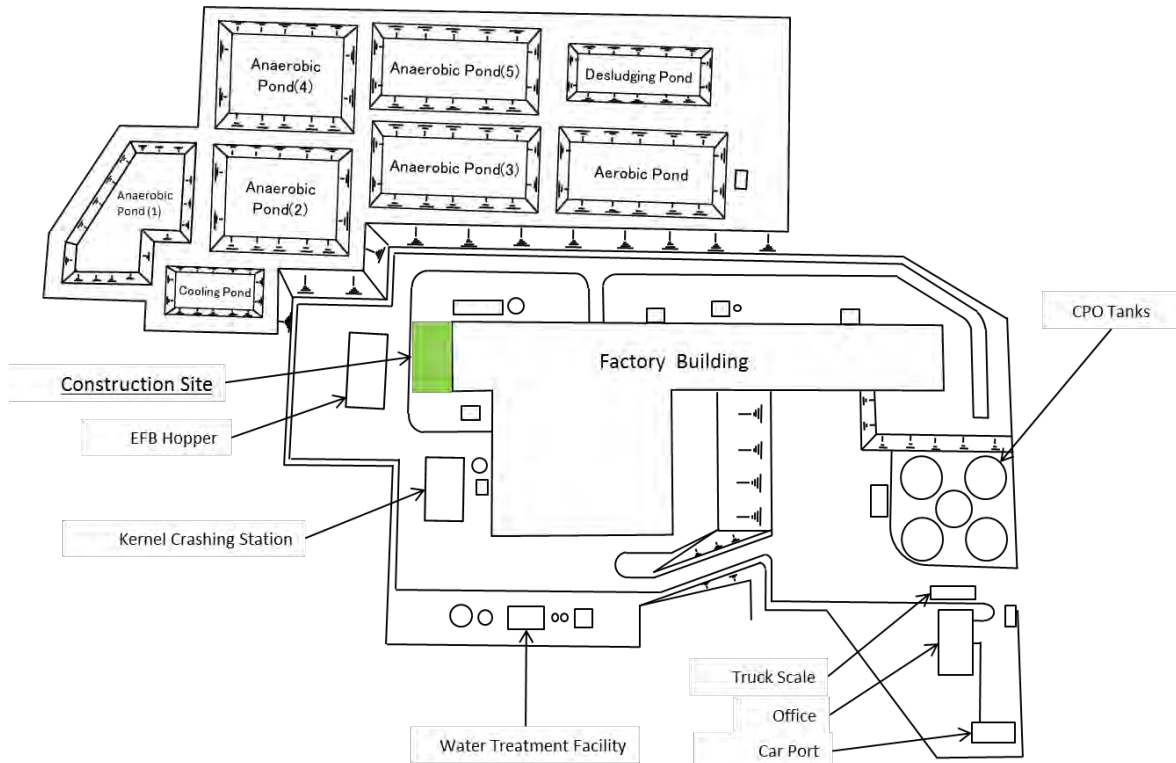 Anaerobic
Pond(4)
Anaerobic
Pond(5)
Desludging Pond
Anaerobic
Pond (1)
Anaerobic
Pond(2)
Anaerobic
Pond(3)
Aerobic
Pond
Cooling Pond
CPO Tanks
Factory Building
Construction Site
EFB Hopper
Kernel Crashing Station
Truck Scale
Office
Water Treatment Facility
Car Port